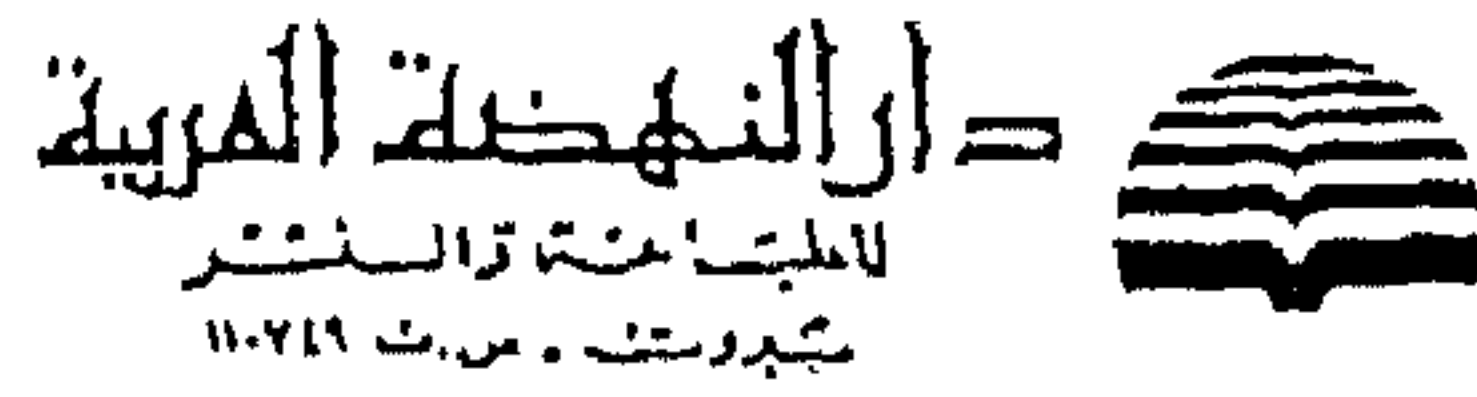 دار النهضة العربية
للطباعة والنشر
بيروت . ص.ب ١١٠٧٤٩